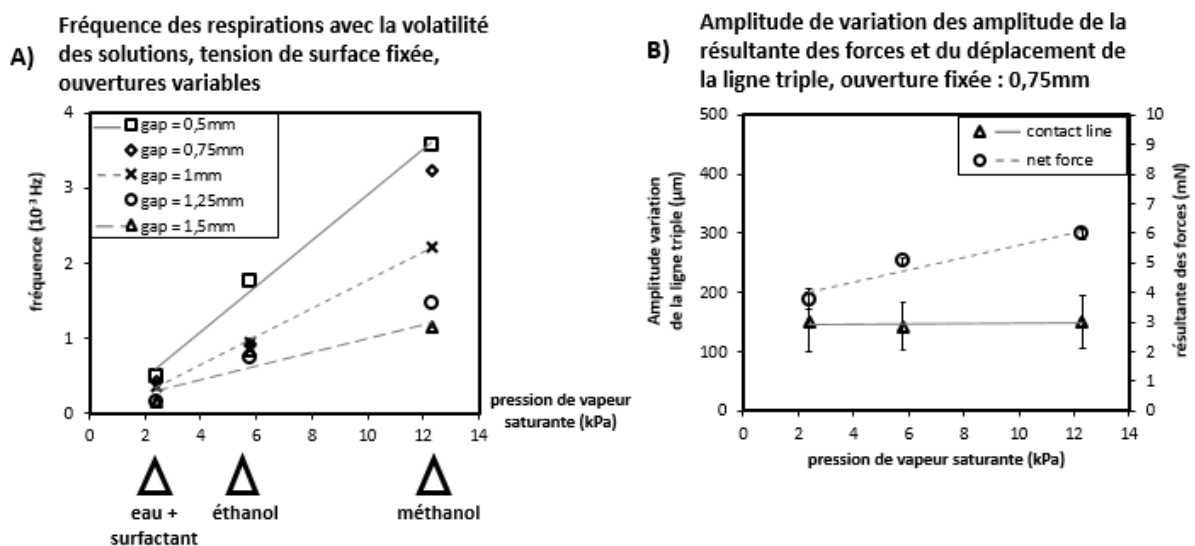 A)
Fréquence des respirations avec la volatilité
des solutions, tension de surface fixée,
ouvertures variables
4
3
2
1
0
fréquence (10⁻³ Hz)
gap = 0,5mm
gap = 0,75mm
gap = 1mm
gap = 1,25mm
gap = 1,5mm
0 2 4 6 8 10 12 14
pression de vapeur
saturante (kPa)
eau +
surfactant
éthanol
méthanol
B)
Amplitude de variation des amplitude de la
résultante des forces et du déplacement de
la ligne triple, ouverture fixée : 0,75mm
500
400
300
200
100
0
Amplitude variation
de la ligne triple (µm)
contact line
net force
10
9
8
7
6
5
4
3
2
1
0
résultante des forces (mN)
0 2 4 6 8 10 12 14
pression de vapeur saturante (kPa)